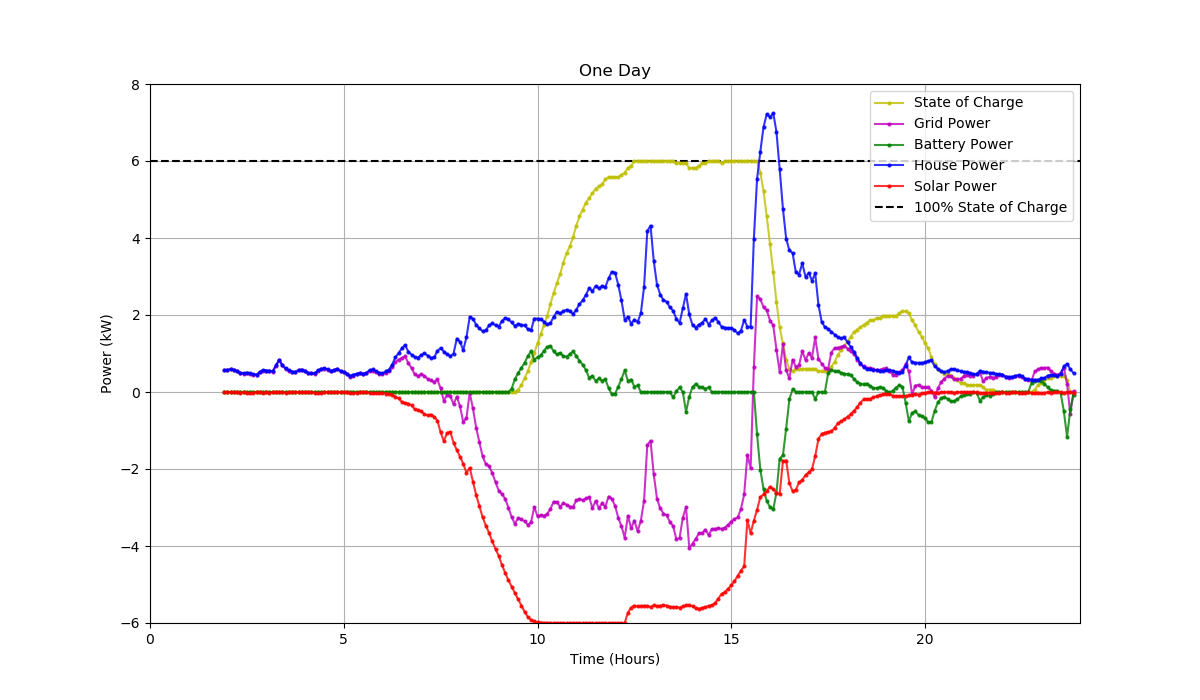 One Day
8
6
4
2
0
−2
−4
−6
Power (kW)
0 5 10 15 20
Time (Hours)
State of Charge
Grid Power
Battery Power
House Power
Solar Power
100% State of Charge